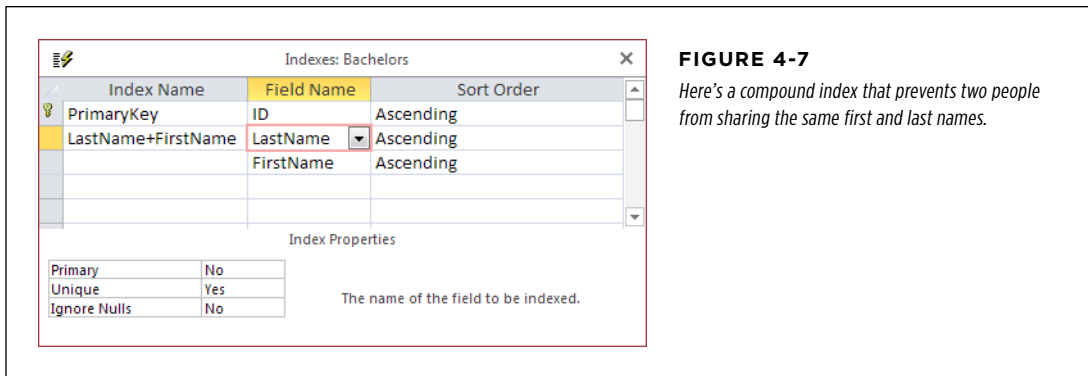 Indexes: Bachelors
Index Name Field Name Sort Order
PrimaryKey ID Ascending
LastName+FirstName LastName Ascending
FirstName Ascending
Index Properties
Primary No
Unique Yes
Ignore Nulls No
The name of the field to be indexed.
FIGURE 4-7
Here's a compound index that prevents two people
from sharing the same first and last names.